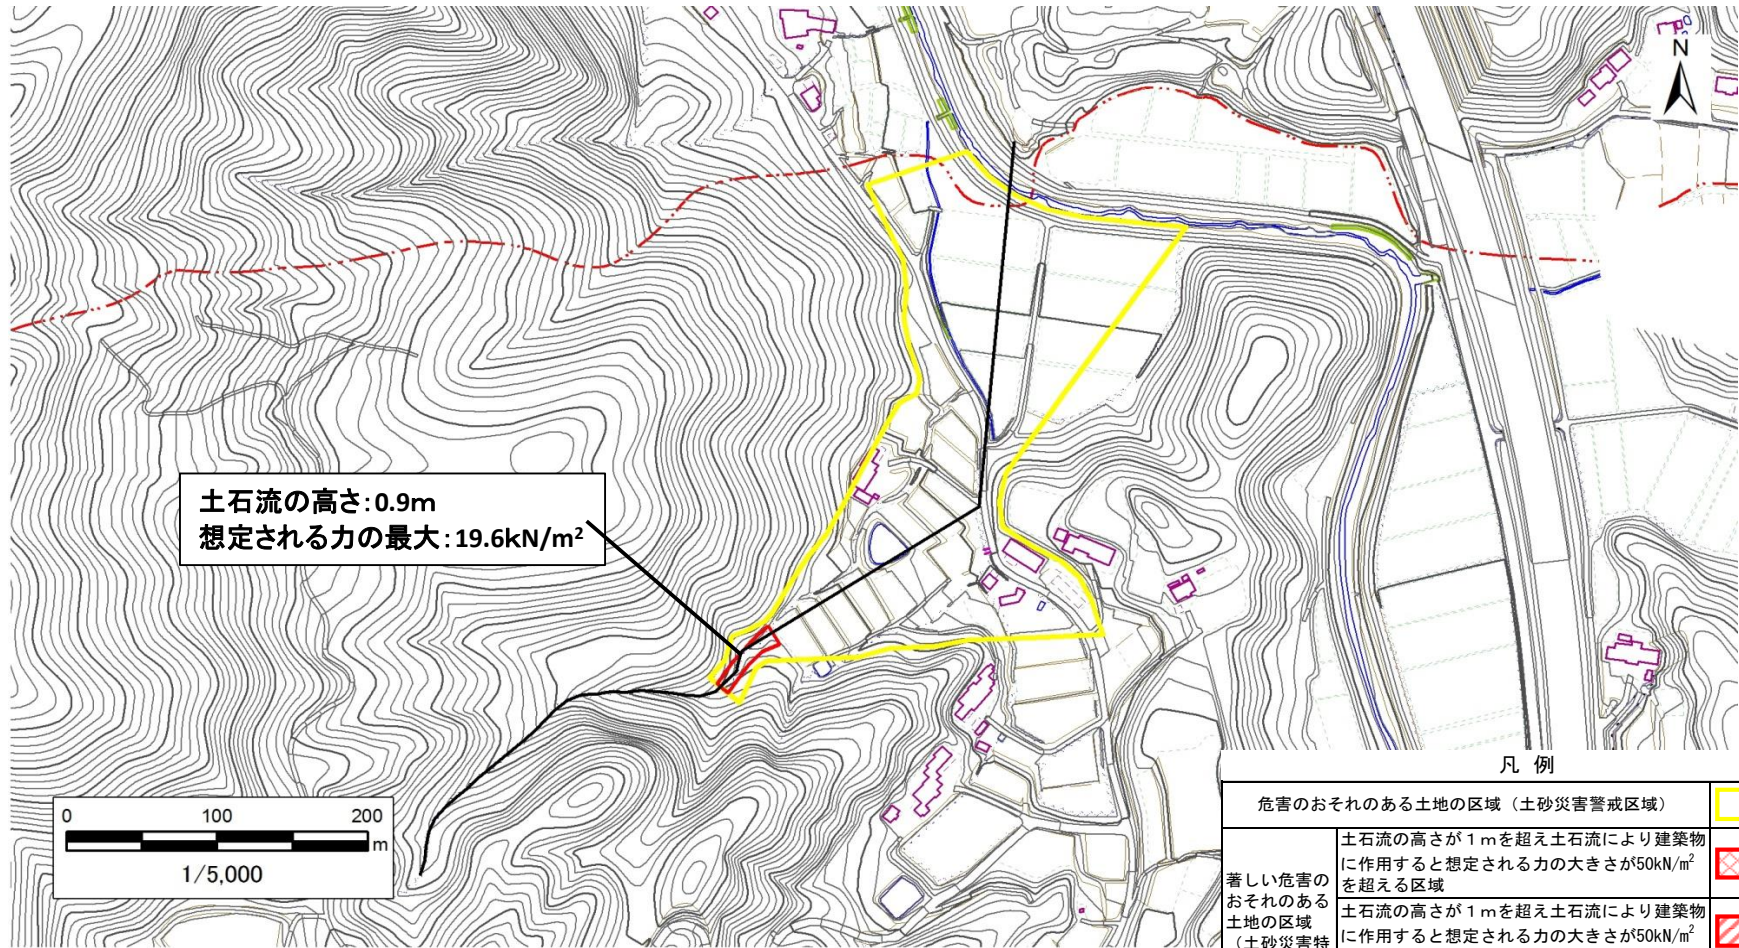 N
土石流の高さ:0.9m
想定される力の最大:19.6kN/m²
0 100 200
m
1/5,000
凡 例
危害のおそれのある土地の区域（土砂災害警戒区域）
著しい危害の
おそれのある
土地の区域
（土砂災害特
土石流の高さが１ｍを超え土石流により建築物
に作用すると想定される力の大きさが50kN/㎡
を超える区域
土石流の高さが１ｍを超え土石流により建築物
に作用すると想定される力の大きさが50kN/㎡